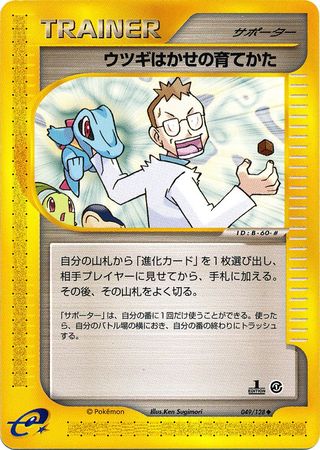 TRAINER
サポーター
ウツギはかせの育てかた
ID:B-60-#
自分の山札から「進化カード」を1枚選び出し、
相手プレイヤーに見せてから、手札に加える。
その後、その山札をよく切る。
「サポーター」は、自分の番に1回だけ使うことができる。使った
ら、自分のバトル場の横におき、自分の番の終わりにトラッシュ
する。
1
EDITION
© Pokémon
Illus.Ken Sugimori
049/128
e